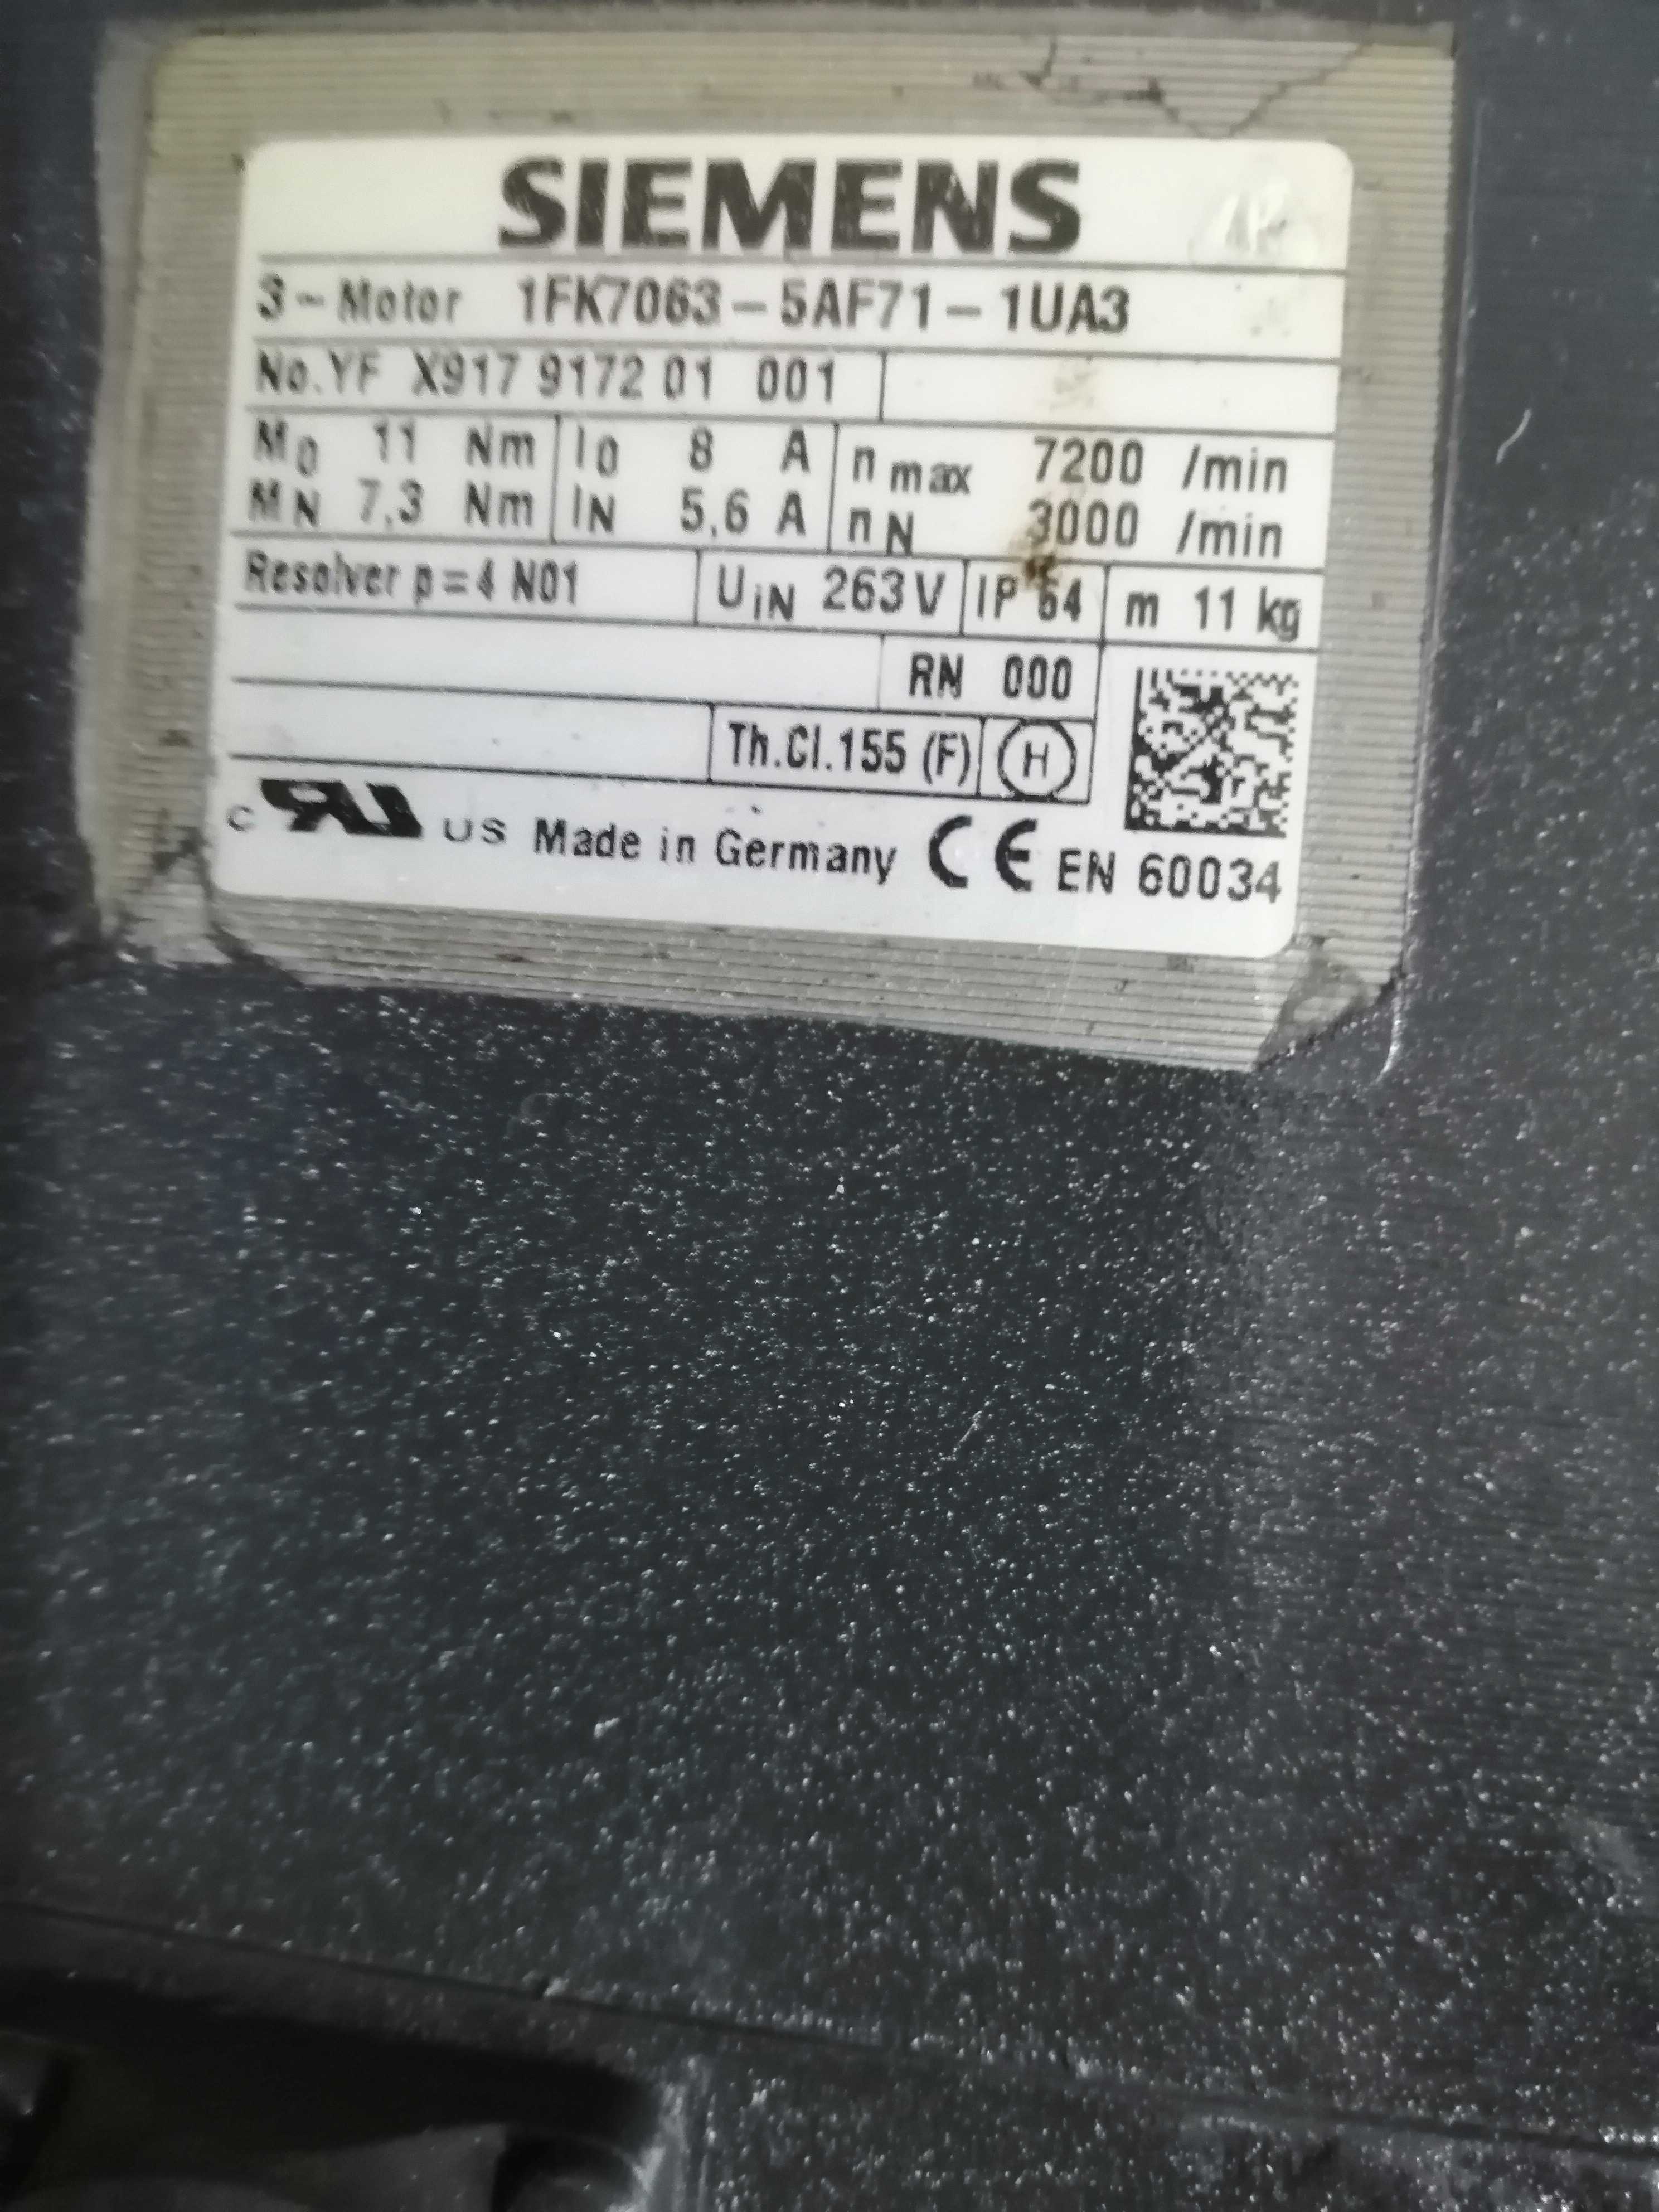 SIEMENS
3~Motor 1FK7063-5AF71-1UA3
No.YF X917 9172 01 001
M0 11 Nm I0 8 A nmax 7200 /min
MN 7,3 Nm IN 5,6 A nN 3000 /min
Resolver p=4 N01 UiN 263V IP 64 m 11 kg
RN 000
Th.Cl.155 (F) H
c RU US Made in Germany CE EN 60034